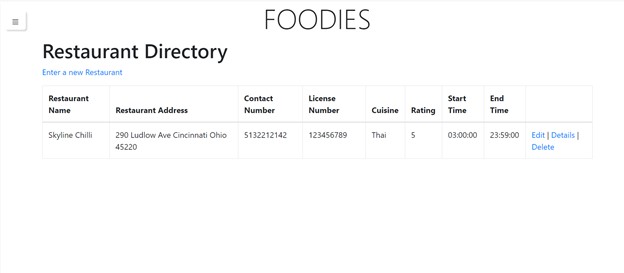 FOODIES
Restaurant Directory
Enter a new Restaurant
Restaurant Name Restaurant Address Contact Number License Number Cuisine Rating Start Time End Time
Skyline Chilli 290 Ludlow Ave Cincinnati Ohio 45220 5132212142 123456789 Thai 5 03:00:00 23:59:00 Edit | Details | Delete